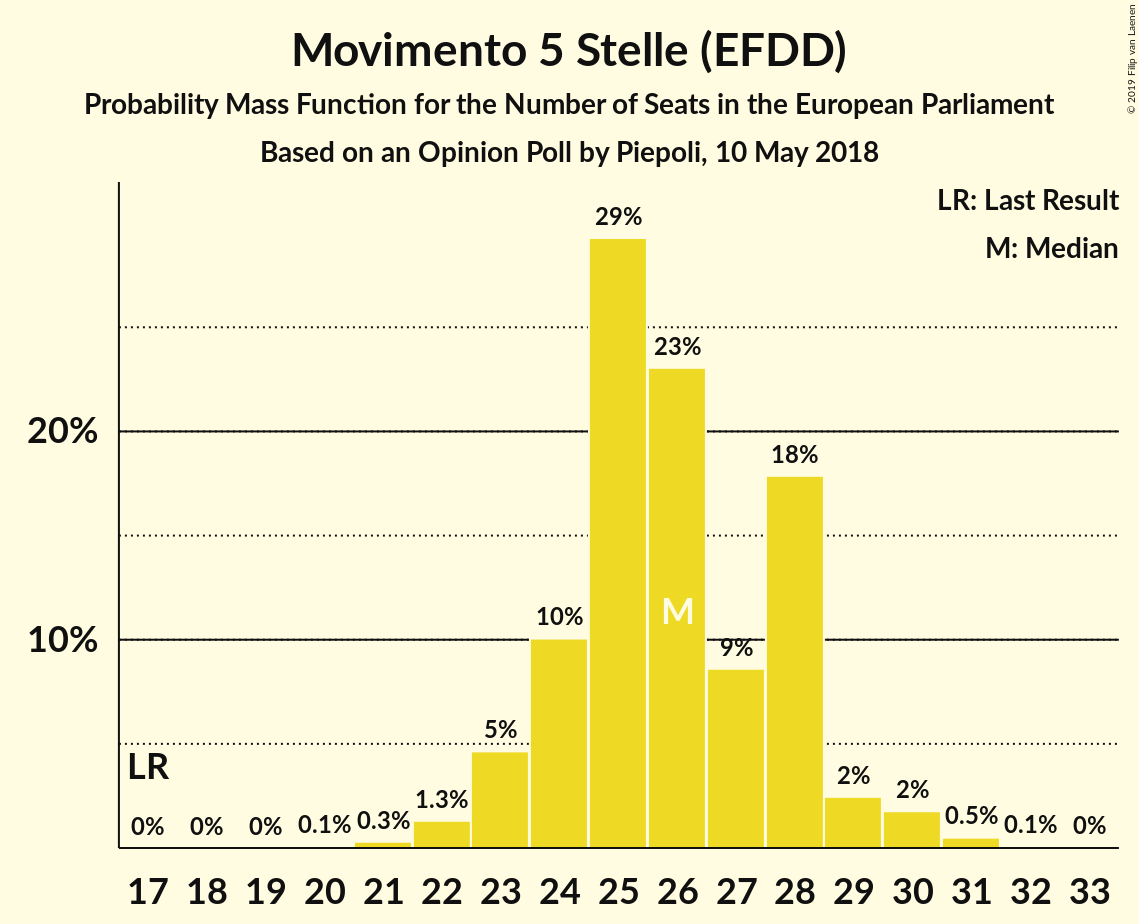 Movimento 5 Stelle (EFDD)
Probability Mass Function for the Number of Seats in the European Parliament
Based on an Opinion Poll by Piepoli, 10 May 2018
© 2019 Filip van Laenen
LR: Last Result
M: Median
20%
10%
LR
M
0% 0% 0% 0.1% 0.3% 1.3% 5% 10% 29% 23% 9% 18% 2% 2% 0.5% 0.1% 0%
17 18 19 20 21 22 23 24 25 26 27 28 29 30 31 32 33